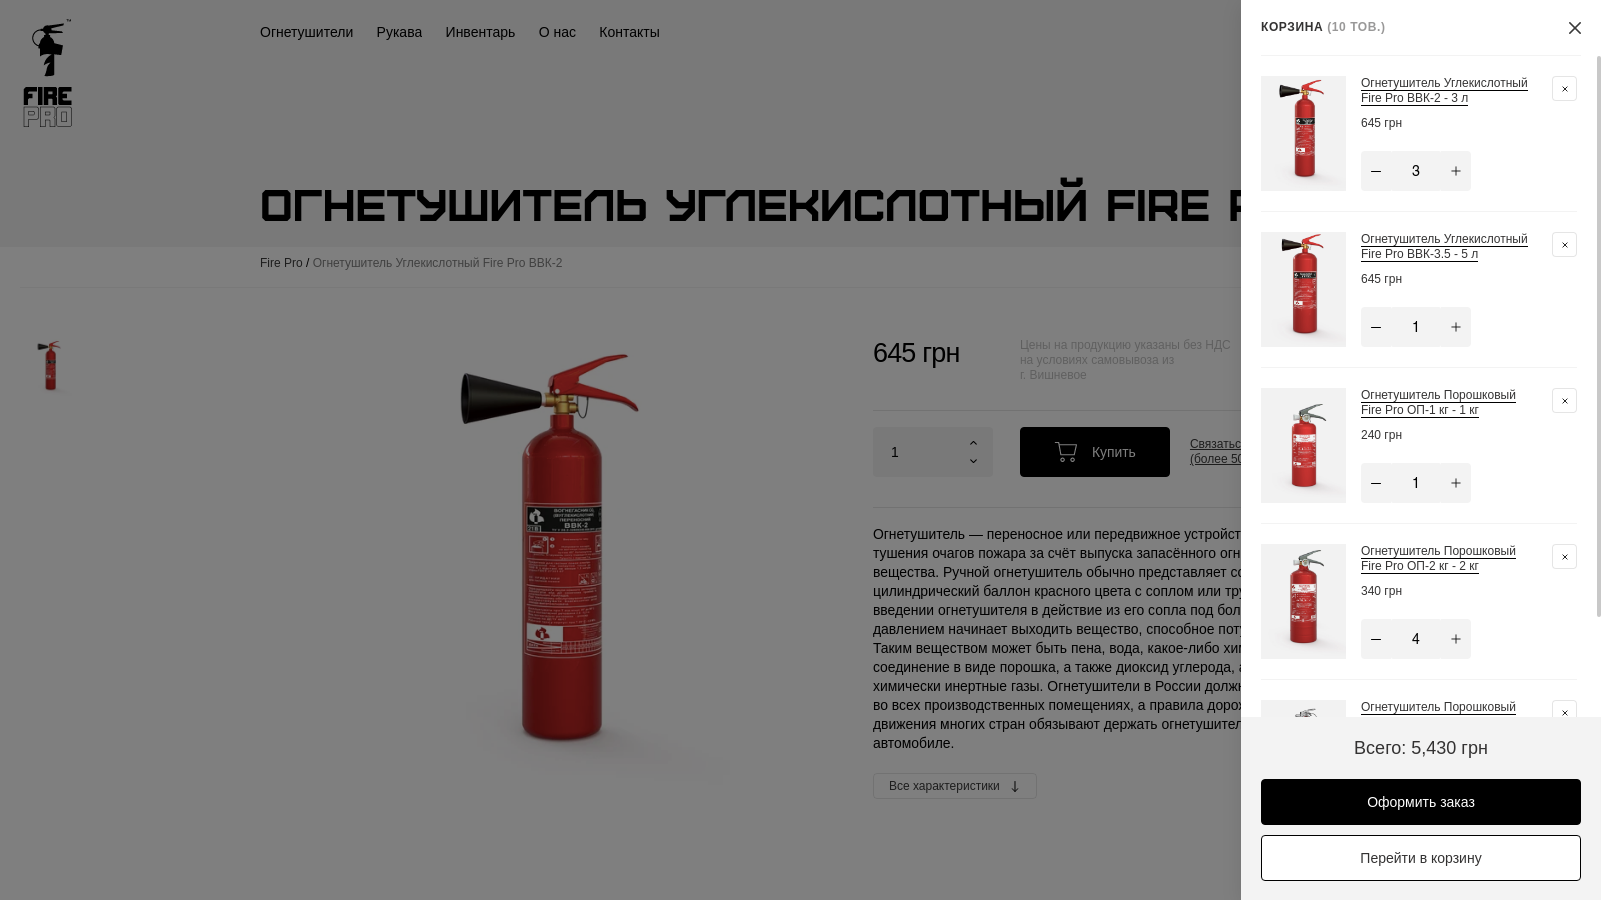 FIRE
PRO
Огнетушители
Рукава
Инвентарь
О нас
Контакты
ОГНЕТУШИТЕЛЬ УГЛЕКИСЛОТНЫЙ FIRE
Fire Pro / Огнетушитель Углекислотный Fire Pro ВВК-2
645 грн
Цены на продукцию указаны без НДС
на условиях самовывоза из
г. Вишневое
1
Купить
Связатьс
(более 50
ВВК-2
Огнетушитель — переносное или передвижное устройст
тушения очагов пожара за счёт выпуска запасённого огн
вещества. Ручной огнетушитель обычно представляет со
цилиндрический баллон красного цвета с соплом или тру
введении огнетушителя в действие из его сопла под бол
давлением начинает выходить вещество, способное поту
Таким веществом может быть пена, вода, какое-либо хим
соединение в виде порошка, а также диоксид углерода, а
химически инертные газы. Огнетушители в России должн
во всех производственных помещениях, а правила дорож
движения многих стран обязывают держать огнетушител
автомобиле.
Все характеристики
КОРЗИНА (10 ТОВ.)
Огнетушитель Углекислотный
Fire Pro ВВК-2 - 3 л
645 грн
3
Огнетушитель Углекислотный
Fire Pro ВВК-3.5 - 5 л
645 грн
1
Огнетушитель Порошковый
Fire Pro ОП-1 кг - 1 кг
240 грн
1
Огнетушитель Порошковый
Fire Pro ОП-2 кг - 2 кг
340 грн
4
Огнетушитель Порошковый
Всего: 5,430 грн
Оформить заказ
Перейти в корзину